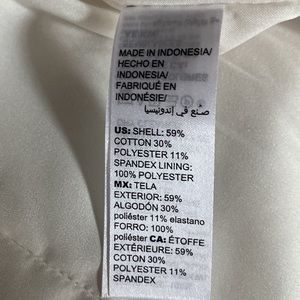 MADE IN INDONESIA/
HECHO EN
INDONESIA/
FABRIQUÉ EN
INDONÉSIE/
صنع في إندونيسيا
US: SHELL: 59%
COTTON 30%
POLYESTER 11%
SPANDEX LINING:
100% POLYESTER
MX: TELA
EXTERIOR: 59%
ALGODÓN 30%
poliéster 11% elastano
FORRO: 100%
poliéster CA: ÉTOFFE
EXTÉRIEURE: 59%
COTON 30%
POLYESTER 11%
SPANDEX